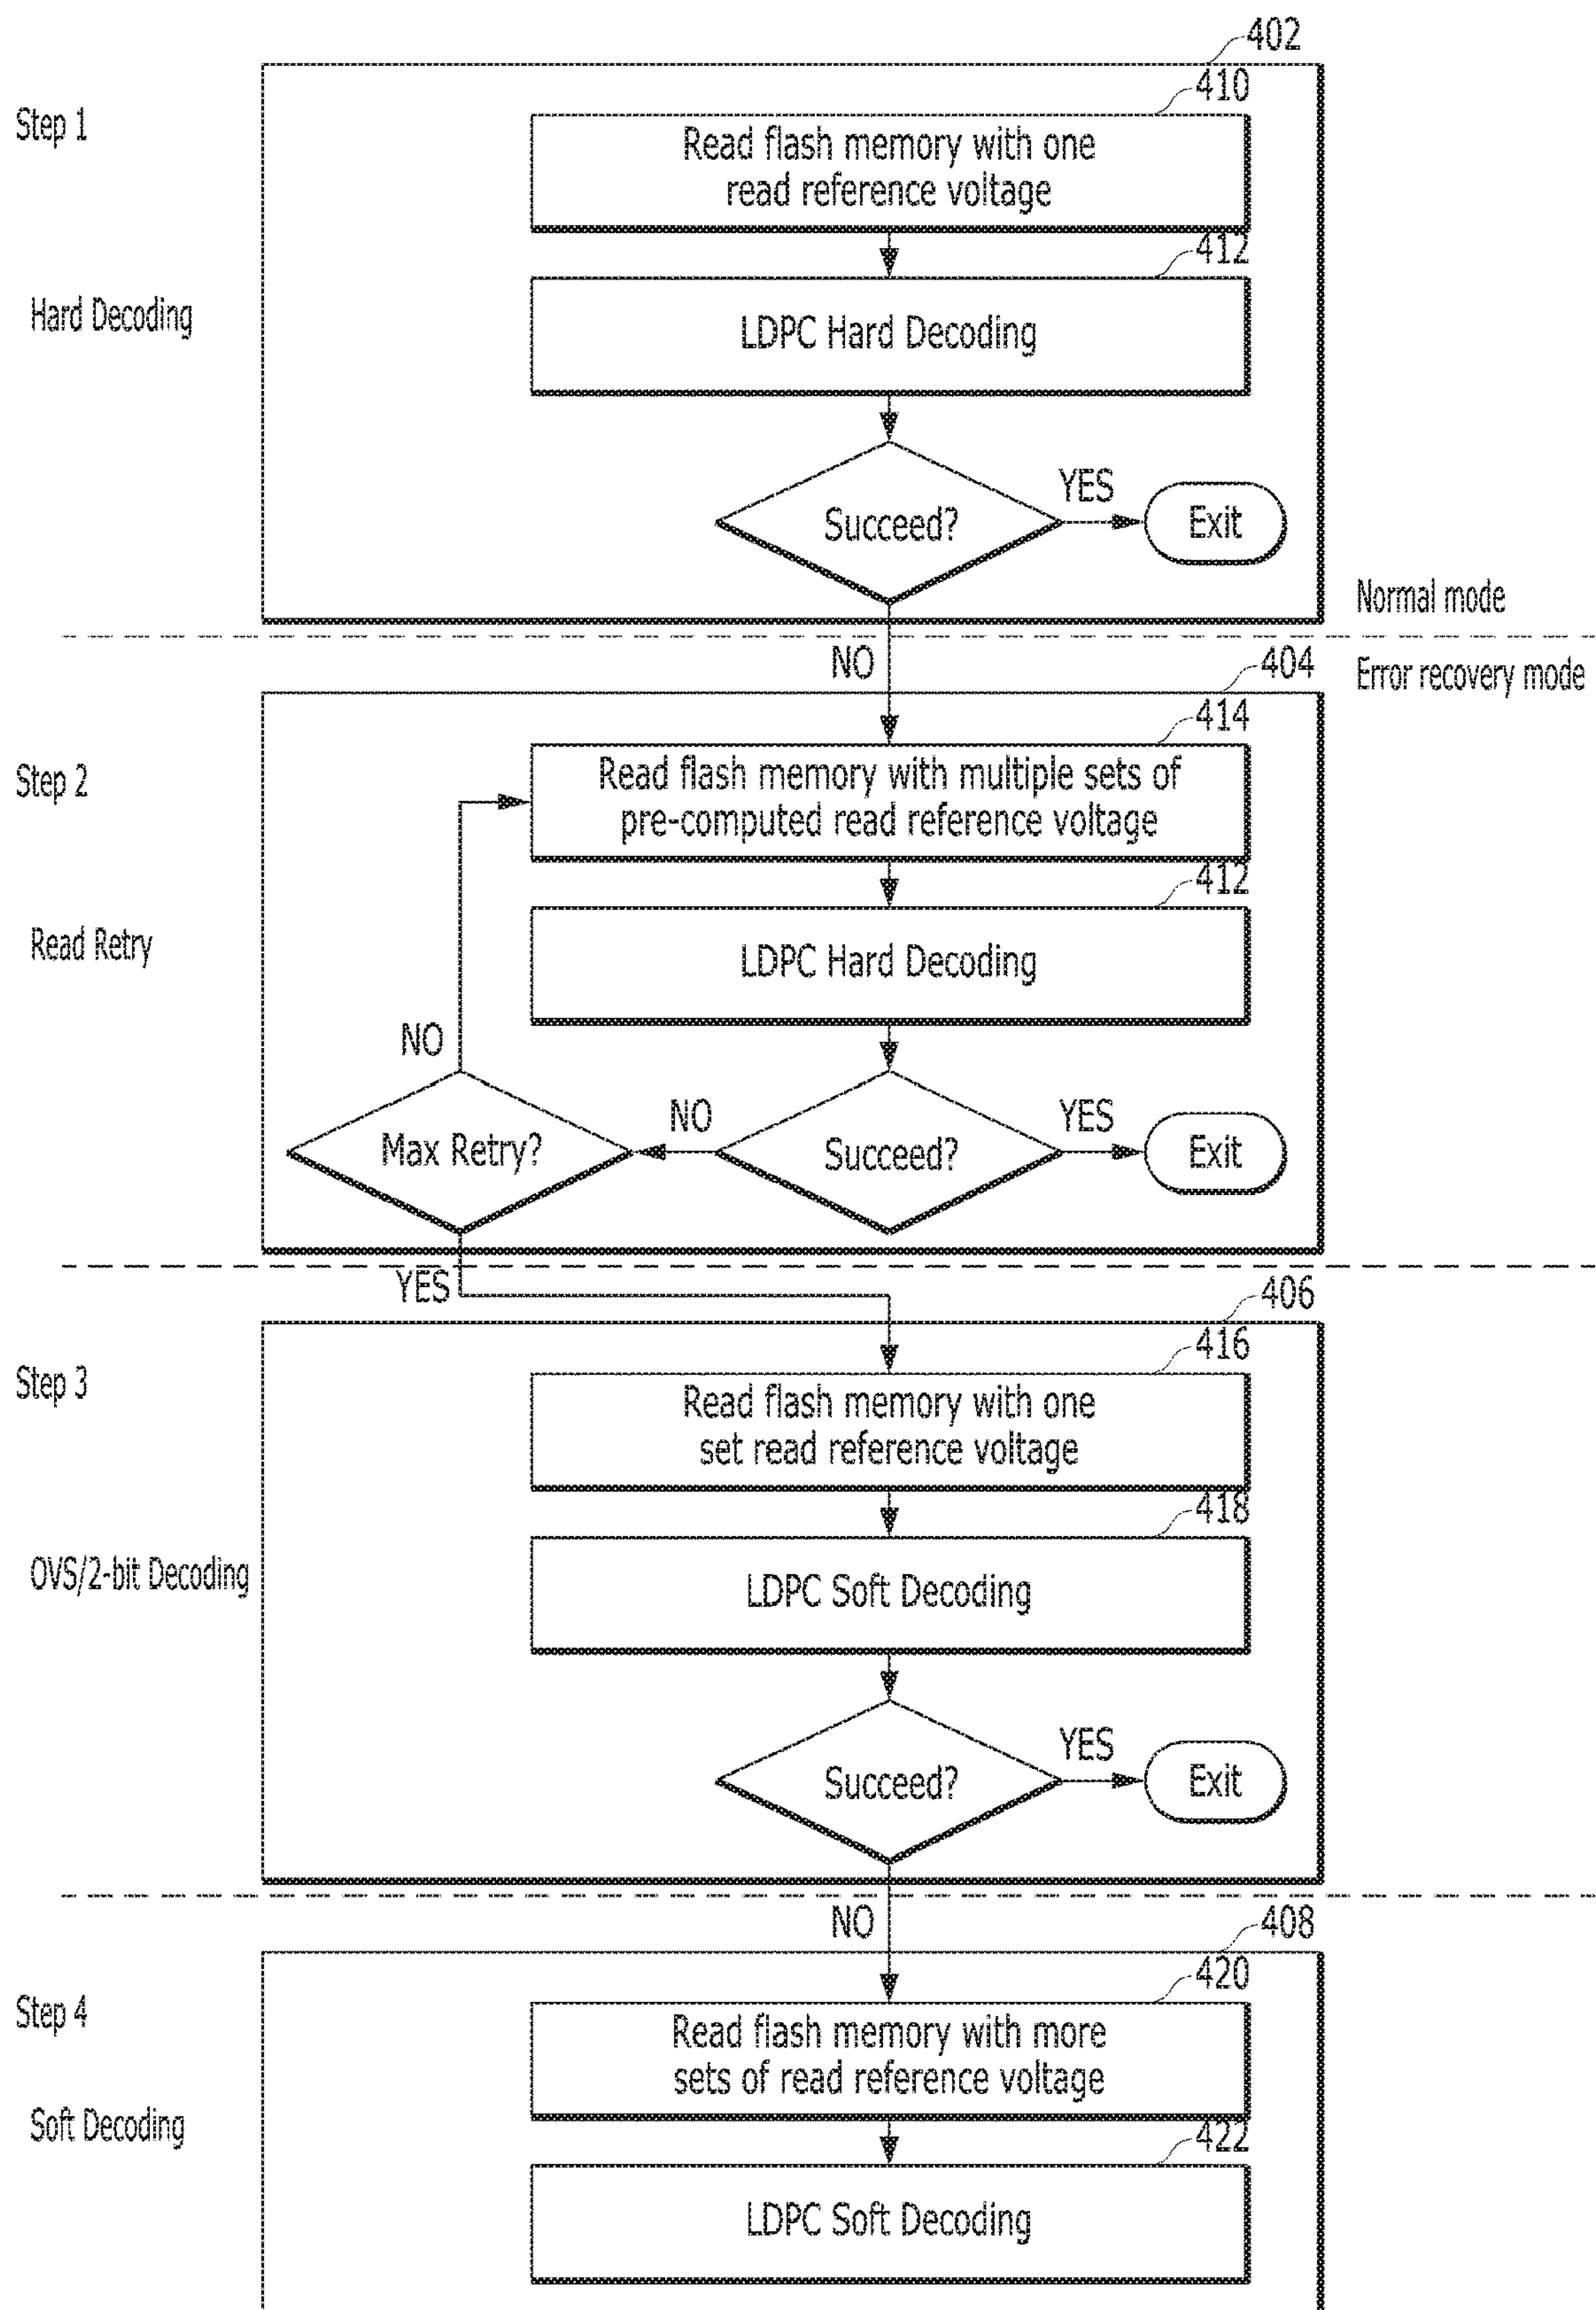 402
Step 1
410
Read flash memory with one
read reference voltage
412
Hard Decoding
LDPC Hard Decoding
YES
Succeed?
Exit
Normal mode
NO
404
Error recovery mode
414
Step 2
Read flash memory with multiple sets of
pre-computed read reference voltage
412
Read Retry
LDPC Hard Decoding
NO
Max Retry?
NO
Succeed?
YES
Exit
YES
406
416
Step 3
Read flash memory with one
set read reference voltage
418
OVS/2-bit Decoding
LDPC Soft Decoding
YES
Succeed?
Exit
NO
408
420
Step 4
Read flash memory with more
sets of read reference voltage
422
Soft Decoding
LDPC Soft Decoding